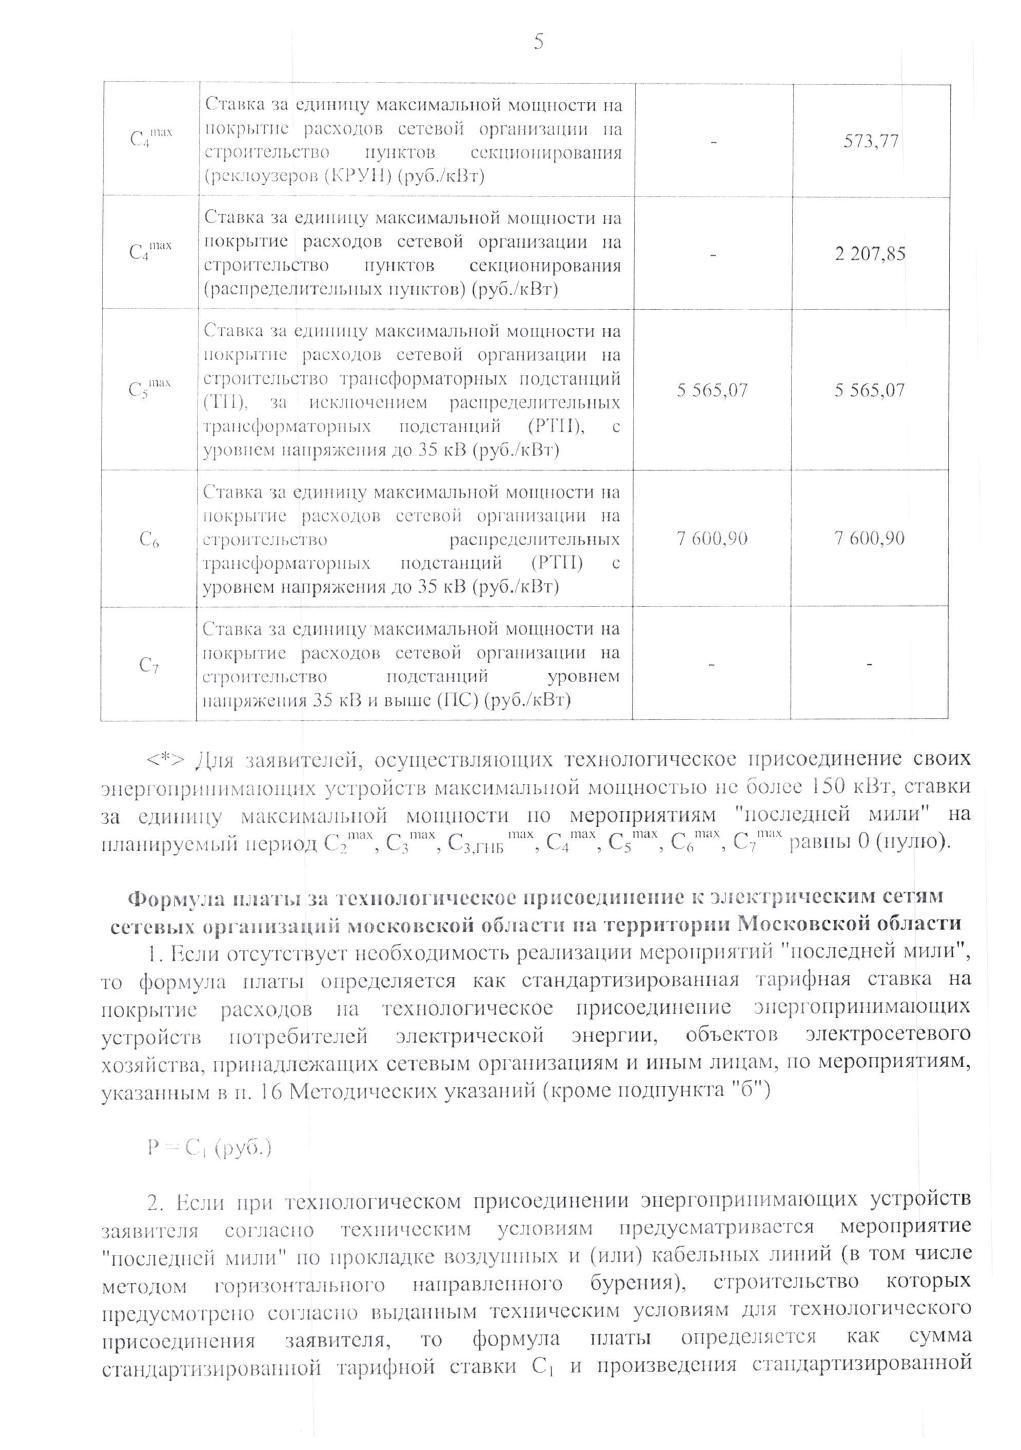 5
C₄ᵐᵃˣ
Ставка за единицу максимальной мощности на
покрытие расходов сетевой организации на
строительство пунктов секционирования
(реклоузеров (КРУН) (руб./кВт)
-
573,77
C₄ᵐᵃˣ
Ставка за единицу максимальной мощности на
покрытие расходов сетевой организации на
строительство пунктов секционирования
(распределительных пунктов) (руб./кВт)
-
2 207,85
C₅ᵐᵃˣ
Ставка за единицу максимальной мощности на
покрытие расходов сетевой организации на
строительство трансформаторных подстанций
(ТП), за исключением распределительных
трансформаторных подстанций (РТП), с
уровнем напряжения до 35 кВ (руб./кВт)
5 565,07
5 565,07
C₆
Ставка за единицу максимальной мощности на
покрытие расходов сетевой организации на
строительство распределительных
трансформаторных подстанций (РТП) с
уровнем напряжения до 35 кВ (руб./кВт)
7 600,90
7 600,90
C₇
Ставка за единицу максимальной мощности на
покрытие расходов сетевой организации на
строительство подстанций уровнем
напряжения 35 кВ и выше (ПС) (руб./кВт)
-
-
<*> Для заявителей, осуществляющих технологическое присоединение своих
энергопринимающих устройств максимальной мощностью не более 150 кВт, ставки
за единицу максимальной мощности по мероприятиям "последней мили" на
планируемый период C₂ᵐᵃˣ, C₃ᵐᵃˣ, C₃,ГНБᵐᵃˣ, C₄ᵐᵃˣ, C₅ᵐᵃˣ, C₆ᵐᵃˣ, C₇ᵐᵃˣ равны 0 (нулю).
Формула платы за технологическое присоединение к электрическим сетям
сетевых организаций московской области на территории Московской области
1. Если отсутствует необходимость реализации мероприятий "последней мили",
то формула платы определяется как стандартизированная тарифная ставка на
покрытие расходов на технологическое присоединение энергопринимающих
устройств потребителей электрической энергии, объектов электросетевого
хозяйства, принадлежащих сетевым организациям и иным лицам, по мероприятиям,
указанным в п. 16 Методических указаний (кроме подпункта "б")
P = C₁ (руб.)
2. Если при технологическом присоединении энергопринимающих устройств
заявителя согласно техническим условиям предусматривается мероприятие
"последней мили" по прокладке воздушных и (или) кабельных линий (в том числе
методом горизонтального направленного бурения), строительство которых
предусмотрено согласно выданным техническим условиям для технологического
присоединения заявителя, то формула платы определяется как сумма
стандартизированной тарифной ставки C₁ и произведения стандартизированной